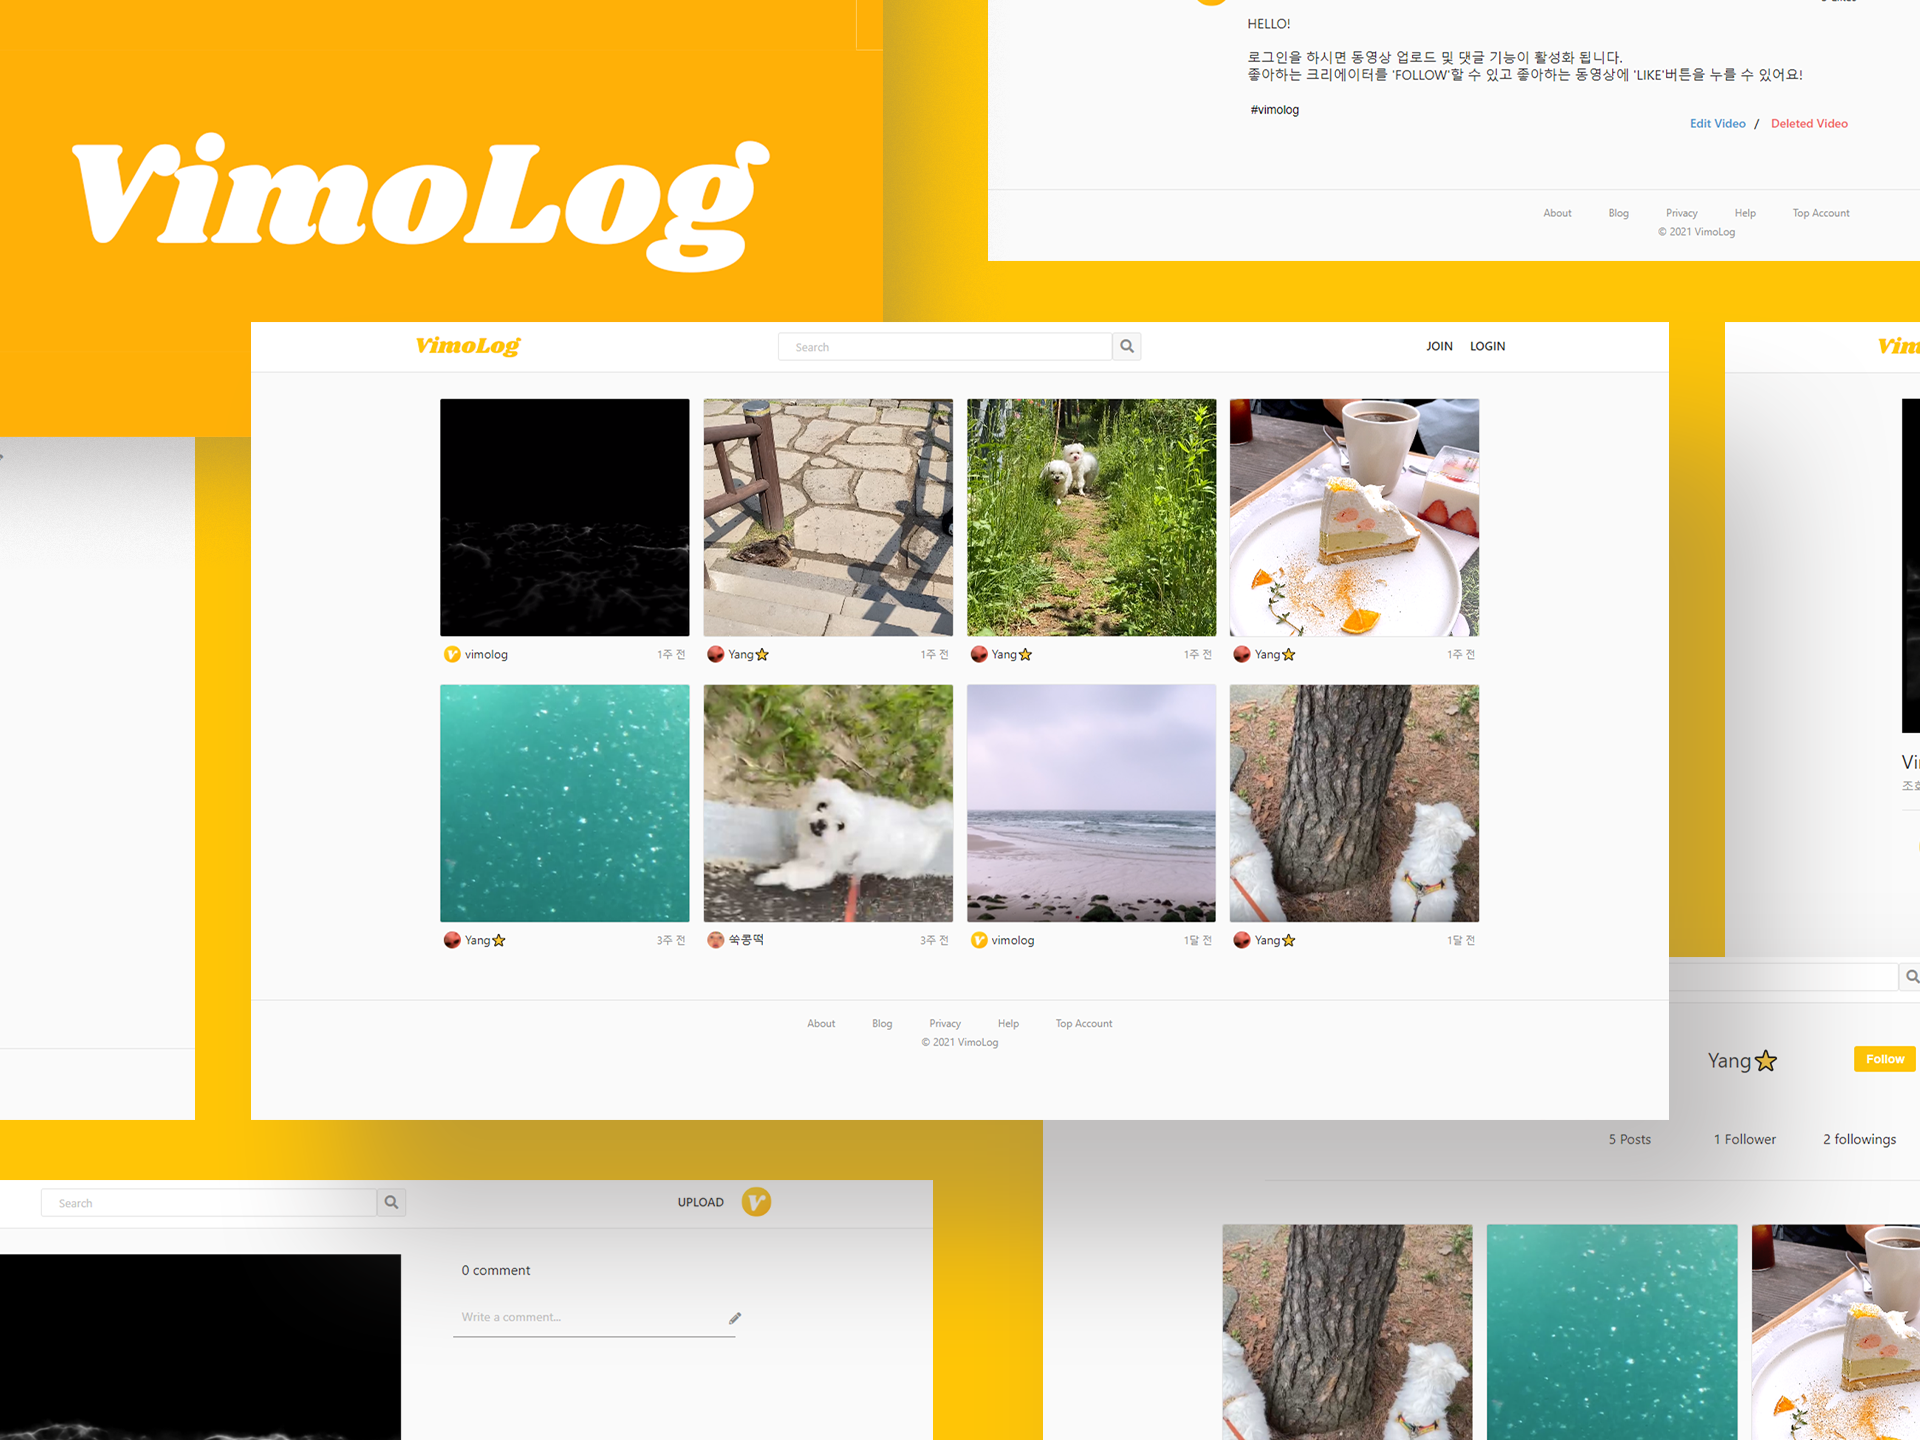 VimoLog
HELLO!
로그인을 하시면 동영상 업로드 및 댓글 기능이 활성화 됩니다.
좋아하는 크리에이터를 'FOLLOW'할 수 있고 좋아하는 동영상에 'LIKE'버튼을 누를 수 있어요!
#vimolog
Edit Video / Deleted Video
About Blog Privacy Help Top Account
© 2021 VimoLog
VimoLog Search JOIN LOGIN
vimolog 1주 전 Yang⭐ 1주 전 Yang⭐ 1주 전 Yang⭐ 1주 전
Yang⭐ 3주 전 쑥콩떡 3주 전 vimolog 1달 전 Yang⭐ 1달 전
About Blog Privacy Help Top Account
© 2021 VimoLog
Yang⭐ Follow
5 Posts 1 Follower 2 followings
Search UPLOAD
0 comment
Write a comment...